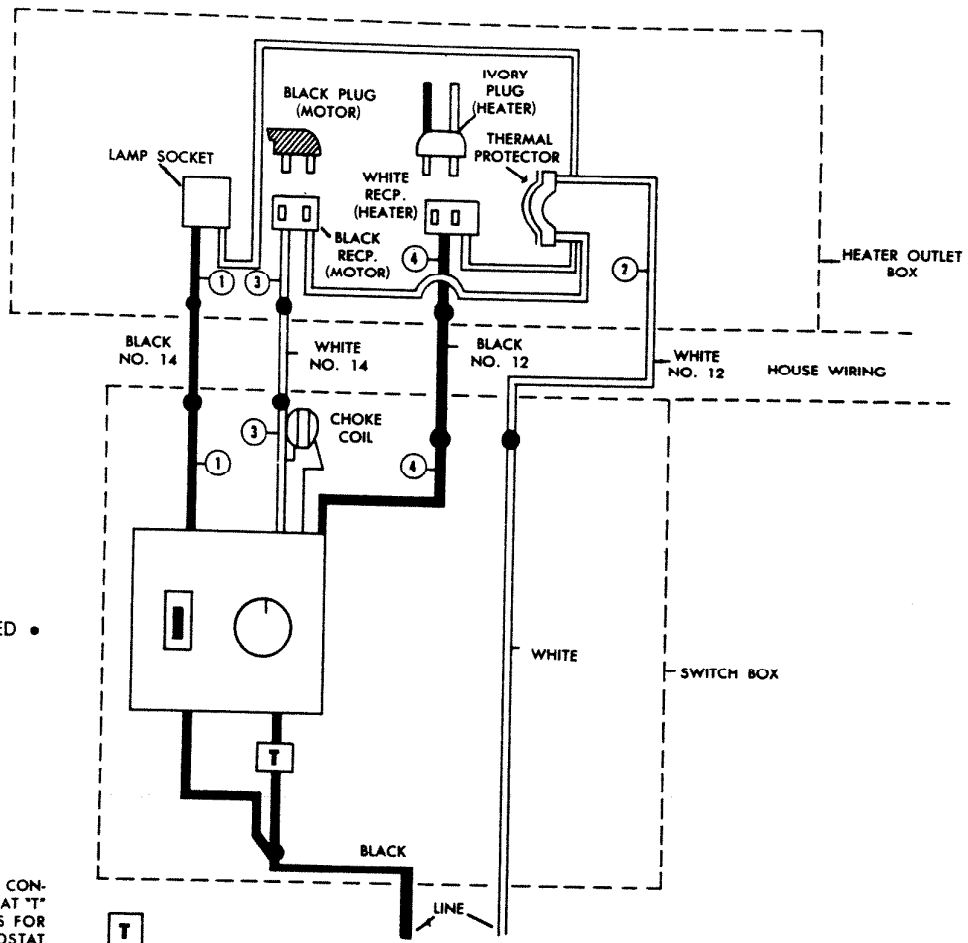 IVORY
PLUG
(HEATER)
BLACK PLUG
(MOTOR)
THERMAL
PROTECTOR
LAMP SOCKET
WHITE
RECP.
(HEATER)
BLACK
RECP.
(MOTOR)
4
1
3
2
HEATER OUTLET
BOX
BLACK
NO. 14
WHITE
NO. 14
BLACK
NO. 12
WHITE
NO. 12
HOUSE WIRING
CHOKE
COIL
3
1
4
ED •
WHITE
SWITCH BOX
T
BLACK
CON-
AT "T"
S FOR
OSTAT
T
LINE